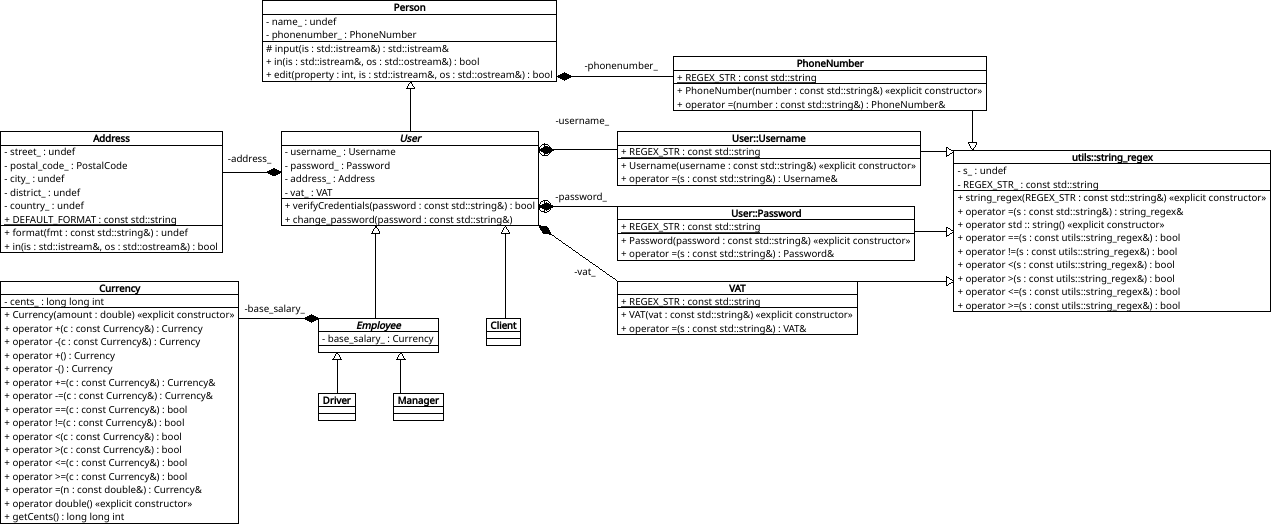 Person
- name_ : undef
- phonenumber_ : PhoneNumber
# input(is : std::istream&) : std::istream&
+ in(is : std::istream&, os : std::ostream&) : bool
+ edit(property : int, is : std::istream&, os : std::ostream&) : bool
-phonenumber_
PhoneNumber
+ REGEX_STR : const std::string
+ PhoneNumber(number : const std::string&) «explicit constructor»
+ operator =(number : const std::string&) : PhoneNumber&
Address
- street_ : undef
- postal_code_ : PostalCode
- city_ : undef
- district_ : undef
- country_ : undef
+ DEFAULT_FORMAT : const std::string
+ format(fmt : const std::string&) : undef
+ in(is : std::istream&, os : std::ostream&) : bool
-address_
User
- username_ : Username
- password_ : Password
- address_ : Address
- vat_ : VAT
+ verifyCredentials(password : const std::string&) : bool
+ change_password(password : const std::string&)
-username_
User::Username
+ REGEX_STR : const std::string
+ Username(username : const std::string&) «explicit constructor»
+ operator =(s : const std::string&) : Username&
-password_
User::Password
+ REGEX_STR : const std::string
+ Password(password : const std::string&) «explicit constructor»
+ operator =(s : const std::string&) : Password&
-vat_
VAT
+ REGEX_STR : const std::string
+ VAT(vat : const std::string&) «explicit constructor»
+ operator =(s : const std::string&) : VAT&
utils::string_regex
- s_ : undef
- REGEX_STR_ : const std::string
+ string_regex(REGEX_STR : const std::string&) «explicit constructor»
+ operator =(s : const std::string&) : string_regex&
+ operator std :: string() «explicit constructor»
+ operator ==(s : const utils::string_regex&) : bool
+ operator !=(s : const utils::string_regex&) : bool
+ operator <(s : const utils::string_regex&) : bool
+ operator >(s : const utils::string_regex&) : bool
+ operator <=(s : const utils::string_regex&) : bool
+ operator >=(s : const utils::string_regex&) : bool
Currency
- cents_ : long long int
+ Currency(amount : double) «explicit constructor»
+ operator +(c : const Currency&) : Currency
+ operator -(c : const Currency&) : Currency
+ operator +() : Currency
+ operator -() : Currency
+ operator +=(c : const Currency&) : Currency&
+ operator -=(c : const Currency&) : Currency&
+ operator ==(c : const Currency&) : bool
+ operator !=(c : const Currency&) : bool
+ operator <(c : const Currency&) : bool
+ operator >(c : const Currency&) : bool
+ operator <=(c : const Currency&) : bool
+ operator >=(c : const Currency&) : bool
+ operator =(n : const double&) : Currency&
+ operator double() «explicit constructor»
+ getCents() : long long int
-base_salary_
Employee
- base_salary_ : Currency
Client
Driver
Manager